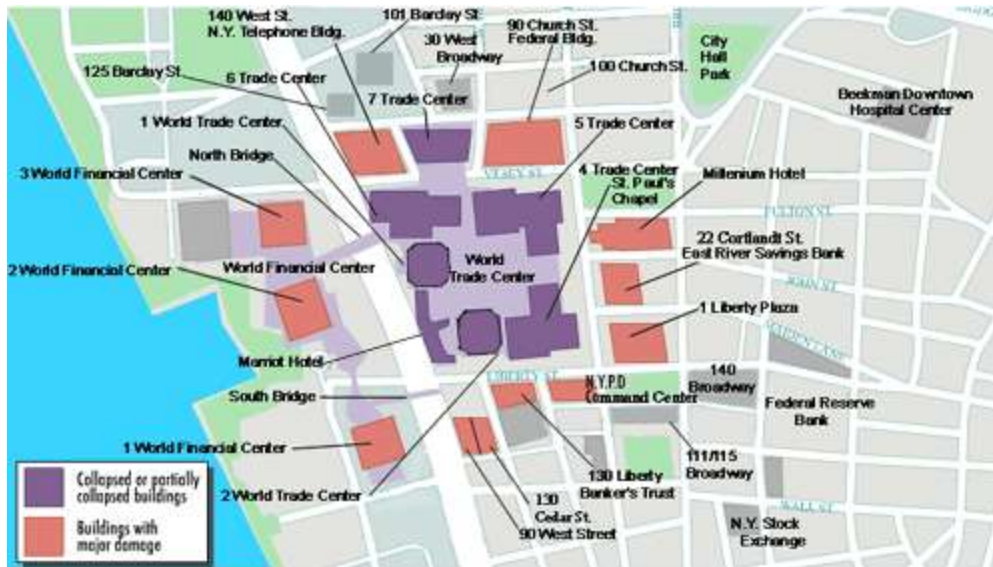 140 West St.
N.Y. Telephone Bldg.
101 Barclay St
90 Church St.
Federal Bldg.
30 West
Broadway
City
Hall
Park
125 Barclay St
6 Trade Center
100 Church St.
7 Trade Center
Beekman Downtown
Hospital Center
1 World Trade Center
5 Trade Center
North Bridge
3 World Financial Center
VESEY ST.
4 Trade Center
St. Paul's
Chapel
Millenium Hotel
FULTON ST.
22 Cortlandt St.
East River Savings Bank
World
Trade Center
2 World Financial Center
World Financial Center
JOHN ST.
1 Liberty Plaza
MAIDEN LANE
Marriot Hotel
LIBERTY ST.
140
Broadway
N.Y.P.D
Command Center
South Bridge
Federal Reserve
Bank
1 World Financial Center
111/115
Broadway
130 Liberty
Banker's Trust
2 World Trade Center
130
Cedar St.
90 West Street
WALL ST.
N.Y. Stock
Exchange
Collapsed or partially
collapsed buildings
Buildings with
major damage